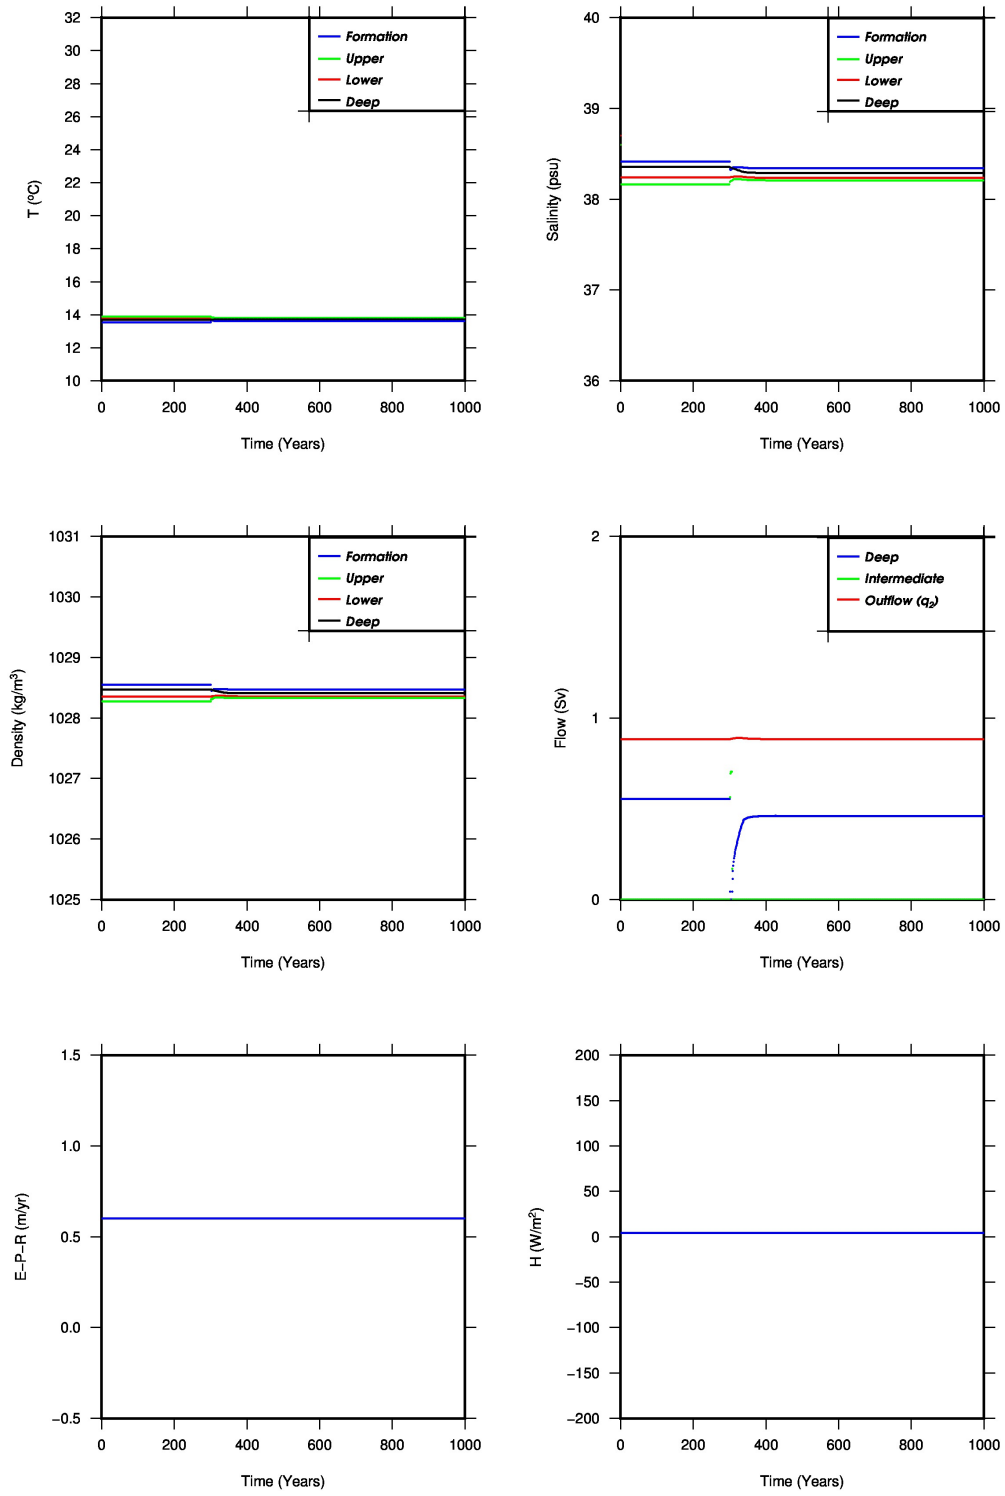 T (ºC)
32
30
28
26
24
22
20
18
16
14
12
10
Formation
Upper
Lower
Deep
0 200 400 600 800 1000
Time (Years)
Salinity (psu)
40
39
38
37
36
Formation
Upper
Lower
Deep
0 200 400 600 800 1000
Time (Years)
Density (kg/m³)
1031
1030
1029
1028
1027
1026
1025
Formation
Upper
Lower
Deep
0 200 400 600 800 1000
Time (Years)
Flow (Sv)
2
1
0
Deep
Intermediate
Outflow (q₂)
0 200 400 600 800 1000
Time (Years)
E−P−R (m/yr)
1.5
1.0
0.5
0.0
−0.5
0 200 400 600 800 1000
Time (Years)
H (W/m²)
200
150
100
50
0
−50
−100
−150
−200
0 200 400 600 800 1000
Time (Years)